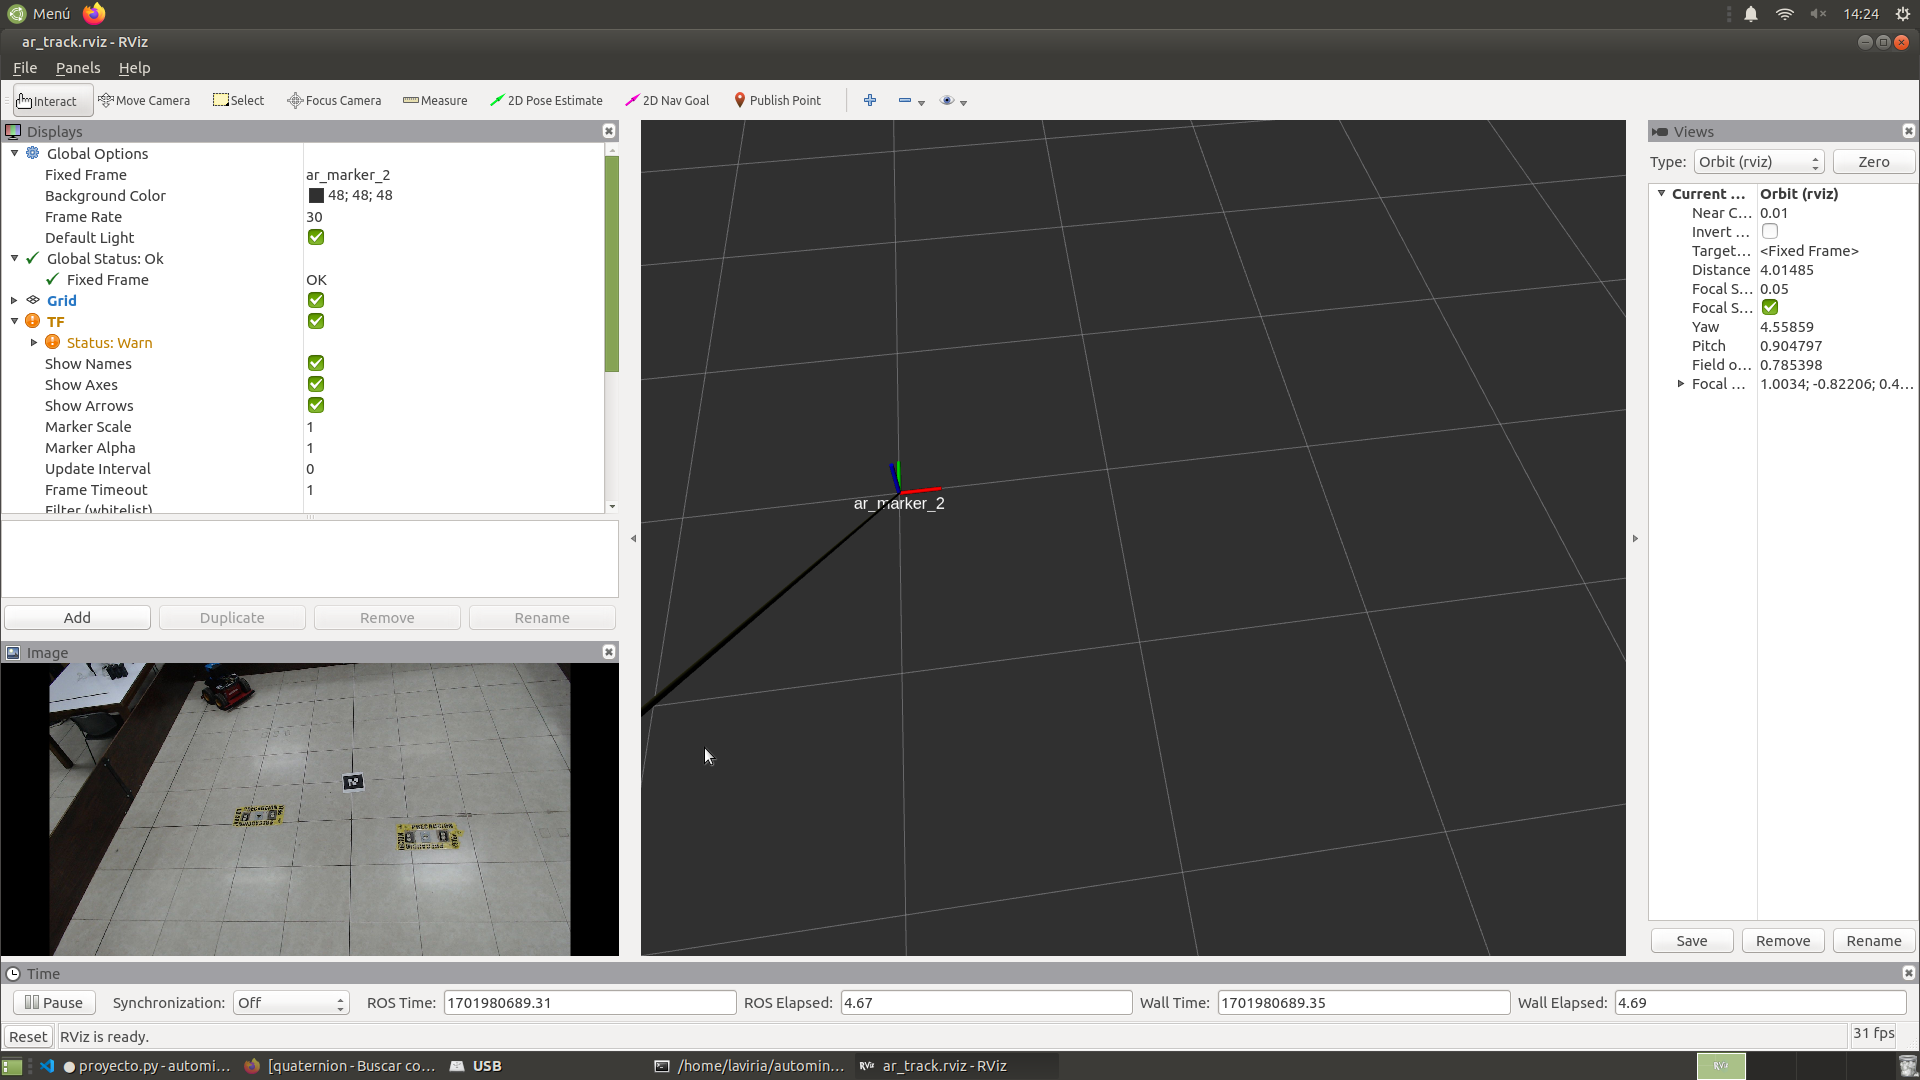 Menú
14:24
ar_track.rviz - RViz
File Panels Help
Interact Move Camera Select Focus Camera Measure 2D Pose Estimate 2D Nav Goal Publish Point
Displays
Global Options
Fixed Frame ar_marker_2
Background Color 48; 48; 48
Frame Rate 30
Default Light
Global Status: Ok
Fixed Frame OK
Grid
TF
Status: Warn
Show Names
Show Axes
Show Arrows
Marker Scale 1
Marker Alpha 1
Update Interval 0
Frame Timeout 1
Filter (whitelist)
Add Duplicate Remove Rename
Image
PRECAUCION
ar_marker_2
Views
Type: Orbit (rviz) Zero
Current ... Orbit (rviz)
Near C... 0.01
Invert ...
Target... <Fixed Frame>
Distance 4.01485
Focal S... 0.05
Focal S...
Yaw 4.55859
Pitch 0.904797
Field o... 0.785398
Focal ... 1.0034; -0.82206; 0.4...
Save Remove Rename
Time
Pause Synchronization: Off ROS Time: 1701980689.31 ROS Elapsed: 4.67 Wall Time: 1701980689.35 Wall Elapsed: 4.69
Reset RViz is ready. 31 fps
proyecto.py - automi... [quaternion - Buscar co... USB /home/laviria/automin... RViz ar_track.rviz - RViz RViz